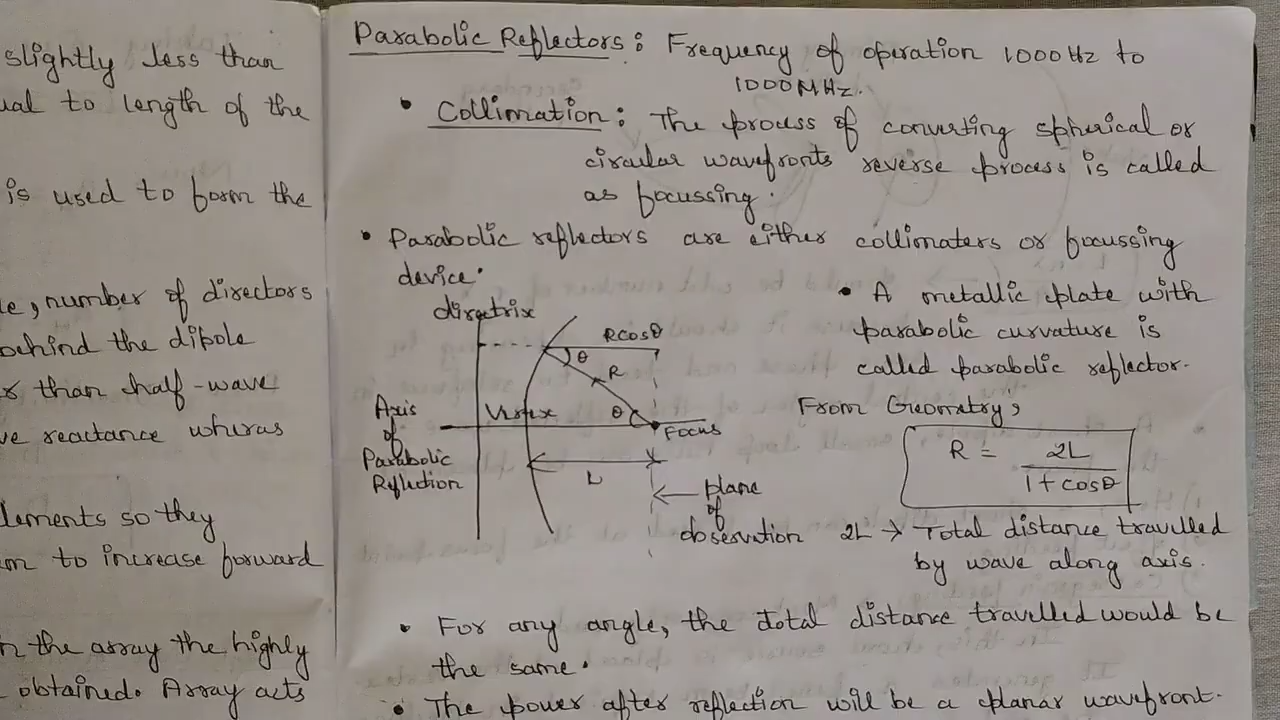 slightly less than
ual to length of the
is used to form the
le, number of directors
behind the dipole
r than half-wave
ve reactance wheras
lements so they
m to increase forward
n the array the highly
obtained. Array acts
Parabolic Reflectors: Frequency of operation 1000Hz to
1000MHz.
• Collimation: The process of converting spherical or
circular wavefronts reverse process is called
as focussing.
• Parabolic reflectors are either collimaters or focussing
device.
directrix
RCosθ
θ
R
Axis
of
Parabolic
Reflection
Vertex
θ
Focus
L
plane
of
observation
• A metallic plate with
parabolic curvature is
called parabolic reflector.
From Geometry,
R = 2L
1+cosθ
2L → Total distance travelled
by wave along axis.
• For any angle, the total distance travelled would be
the same.
• The power after reflection will be a planar wavefront.